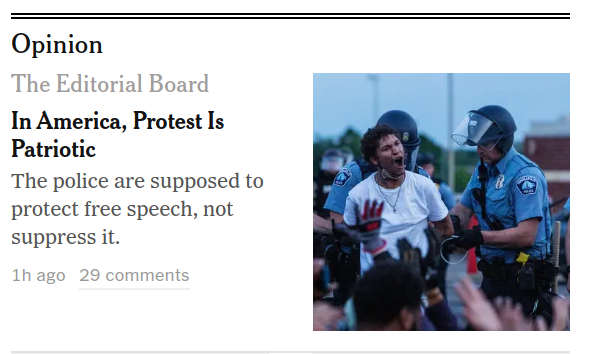 Opinion
The Editorial Board
In America, Protest Is
Patriotic
The police are supposed to
protect free speech, not
suppress it.
1h ago 29 comments